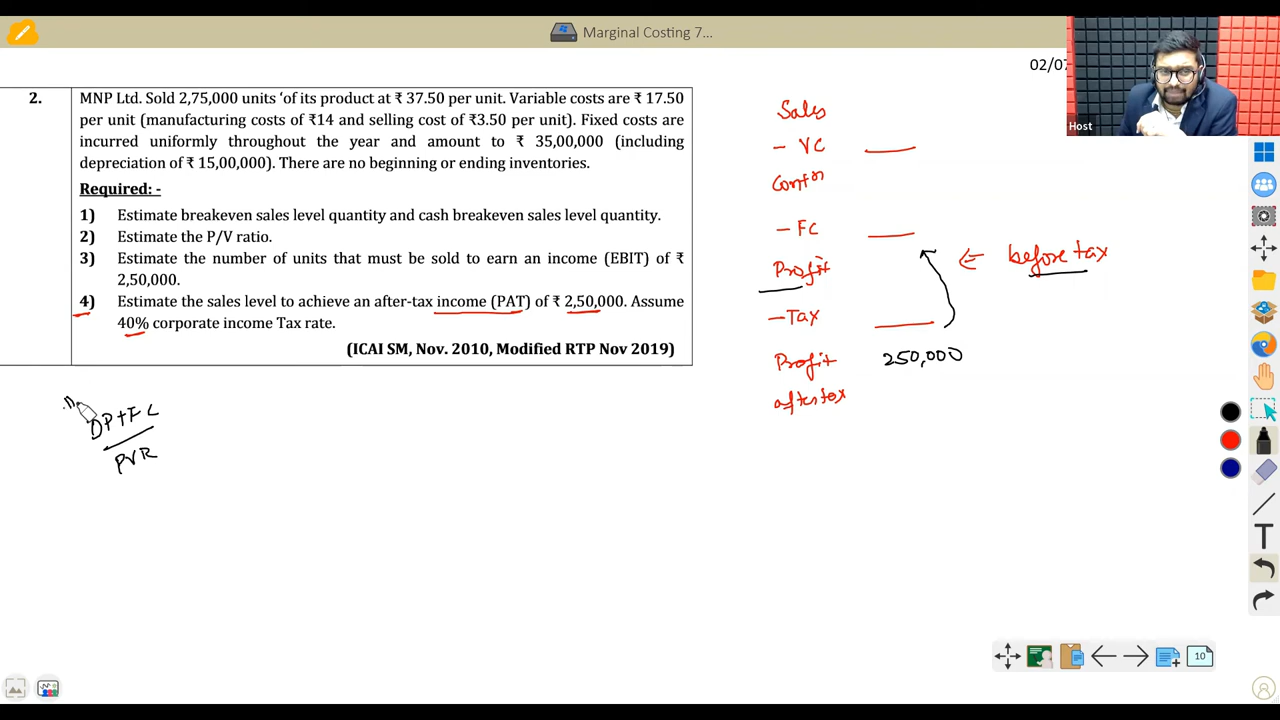 Marginal Costing 7...
02/0
Host
2.
MNP Ltd. Sold 2,75,000 units ‘of its product at ₹ 37.50 per unit. Variable costs are ₹ 17.50
per unit (manufacturing costs of ₹14 and selling cost of ₹3.50 per unit). Fixed costs are
incurred uniformly throughout the year and amount to ₹ 35,00,000 (including
depreciation of ₹ 15,00,000). There are no beginning or ending inventories.
Required: -
1) Estimate breakeven sales level quantity and cash breakeven sales level quantity.
2) Estimate the P/V ratio.
3) Estimate the number of units that must be sold to earn an income (EBIT) of ₹
2,50,000.
4) Estimate the sales level to achieve an after-tax income (PAT) of ₹ 2,50,000. Assume
40% corporate income Tax rate.
(ICAI SM, Nov. 2010, Modified RTP Nov 2019)
Sales
- VC
Contn
- FC
Profit
before tax
- Tax
Profit 250,000
after tax
DP+FC
PVR
T
10